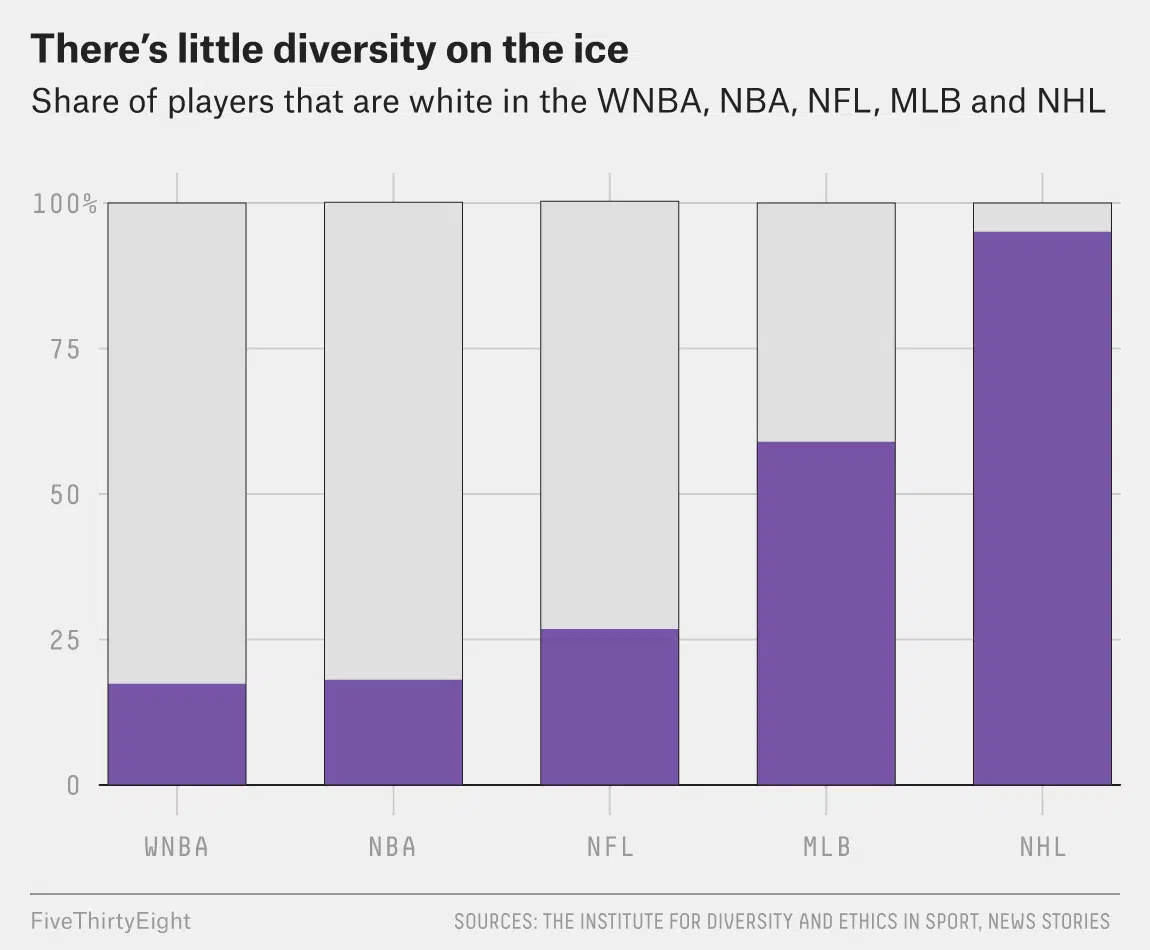 There’s little diversity on the ice
Share of players that are white in the WNBA, NBA, NFL, MLB and NHL
100%
75
50
25
0
WNBA NBA NFL MLB NHL
FiveThirtyEight SOURCES: THE INSTITUTE FOR DIVERSITY AND ETHICS IN SPORT, NEWS STORIES